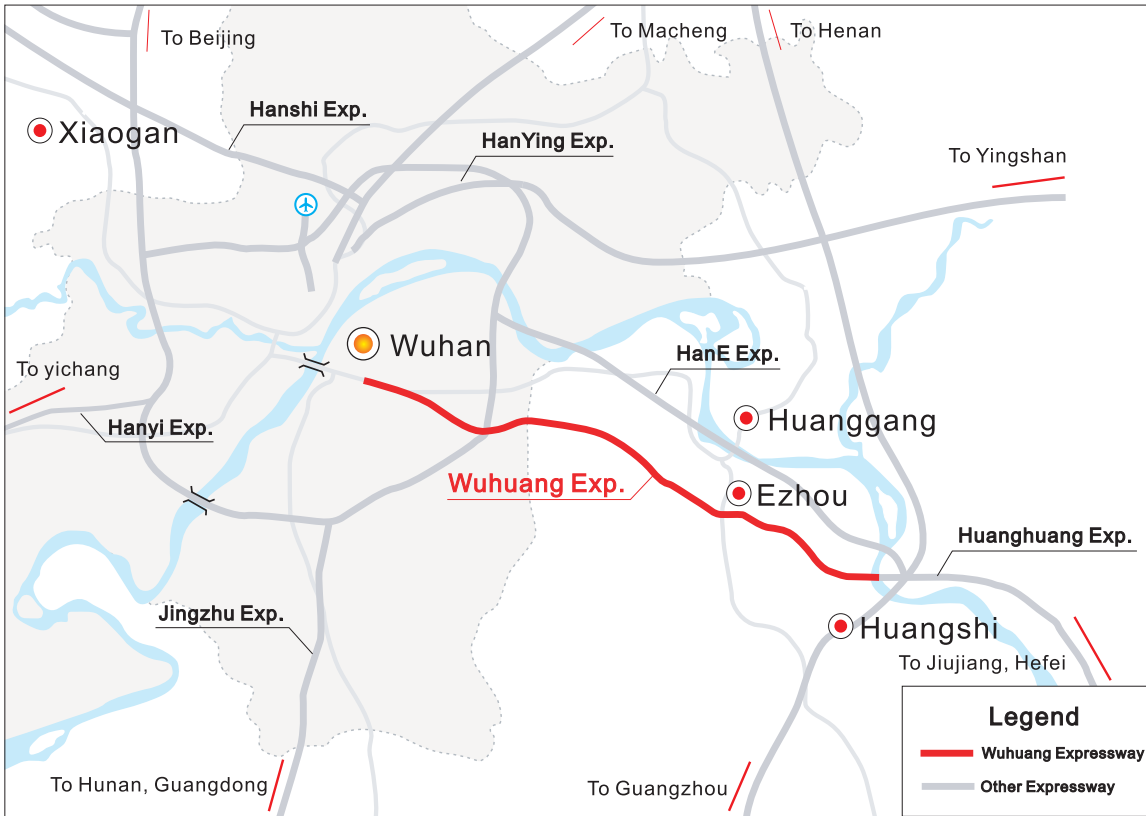 To Beijing
To Macheng
To Henan
Hanshi Exp.
Xiaogan
HanYing Exp.
To Yingshan
Wuhan
HanE Exp.
To yichang
Hanyi Exp.
Huanggang
Wuhuang Exp.
Ezhou
Huanghuang Exp.
Jingzhu Exp.
Huangshi
To Jiujiang, Hefei
Legend
Wuhuang Expressway
Other Expressway
To Hunan, Guangdong
To Guangzhou